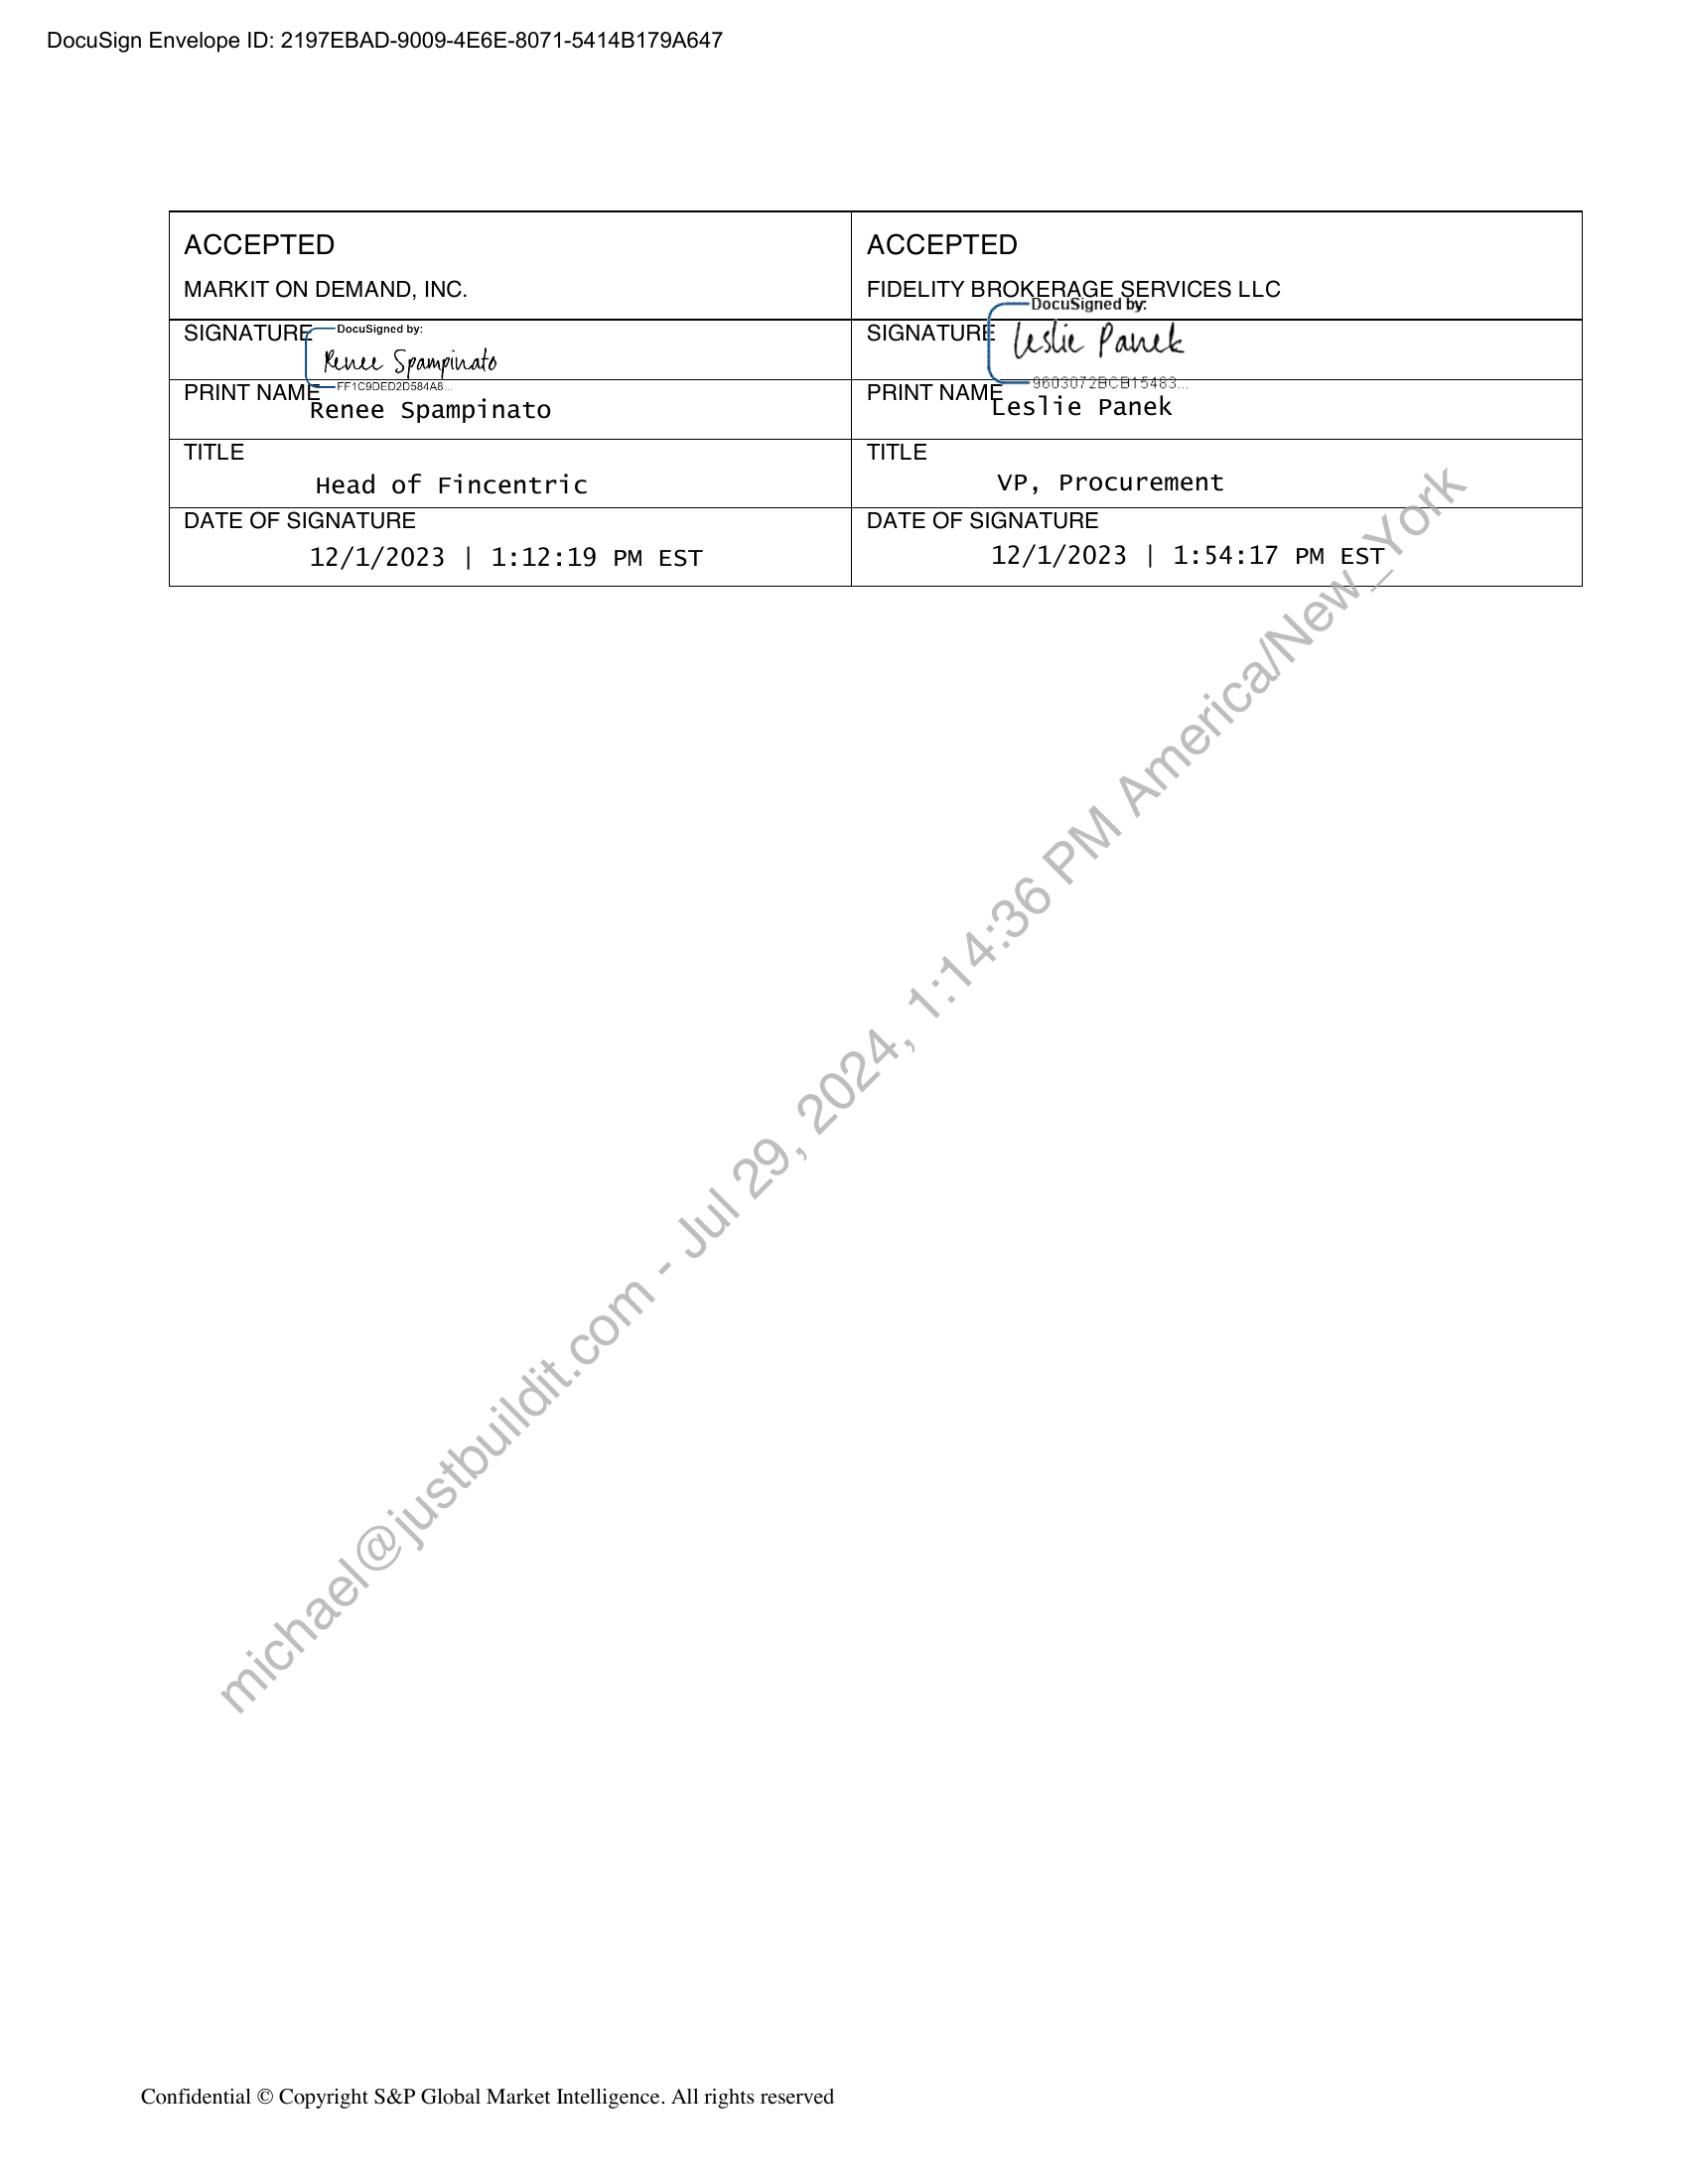 DocuSign Envelope ID: 2197EBAD-9009-4E6E-8071-5414B179A647
ACCEPTED
MARKIT ON DEMAND, INC.
SIGNATURE
DocuSigned by:
Renee Spampinato
FF1C9DED2D584A8...
PRINT NAME
Renee Spampinato
TITLE
Head of Fincentric
DATE OF SIGNATURE
12/1/2023 | 1:12:19 PM EST
ACCEPTED
FIDELITY BROKERAGE SERVICES LLC
SIGNATURE
DocuSigned by:
Leslie Panek
9603072BCB15483...
PRINT NAME
Leslie Panek
TITLE
VP, Procurement
DATE OF SIGNATURE
12/1/2023 | 1:54:17 PM EST
michael@justbuildit.com - Jul 29, 2024, 1:14:36 PM America/New_York
Confidential © Copyright S&P Global Market Intelligence. All rights reserved